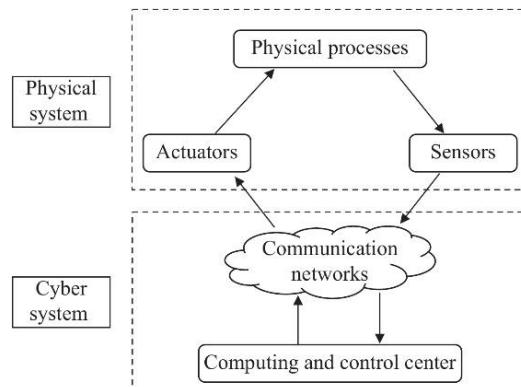 Physical processes
Physical
system
Actuators
Sensors
Communication
networks
Cyber
system
Computing and control center